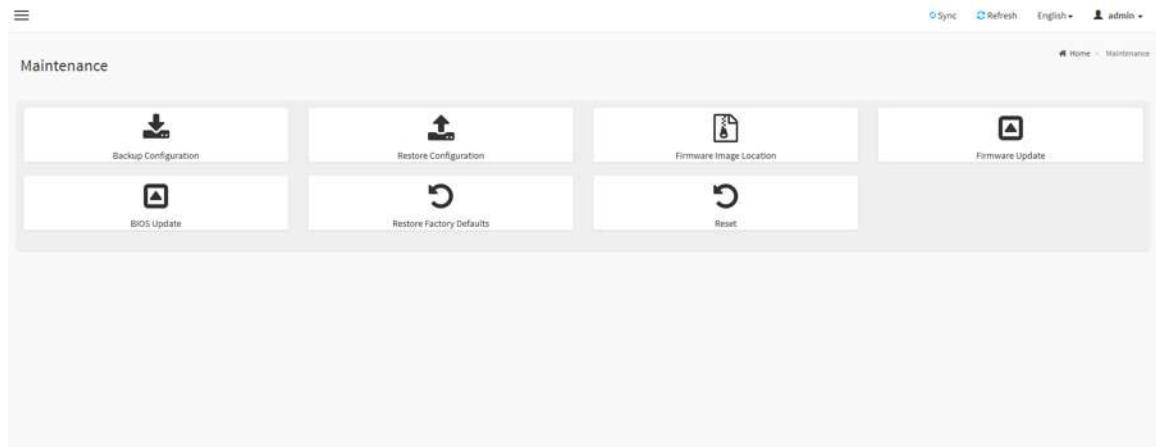 Sync Refresh English admin
Home Maintenance
Maintenance
Backup Configuration Restore Configuration Firmware Image Location Firmware Update
BIOS Update Restore Factory Defaults Reset